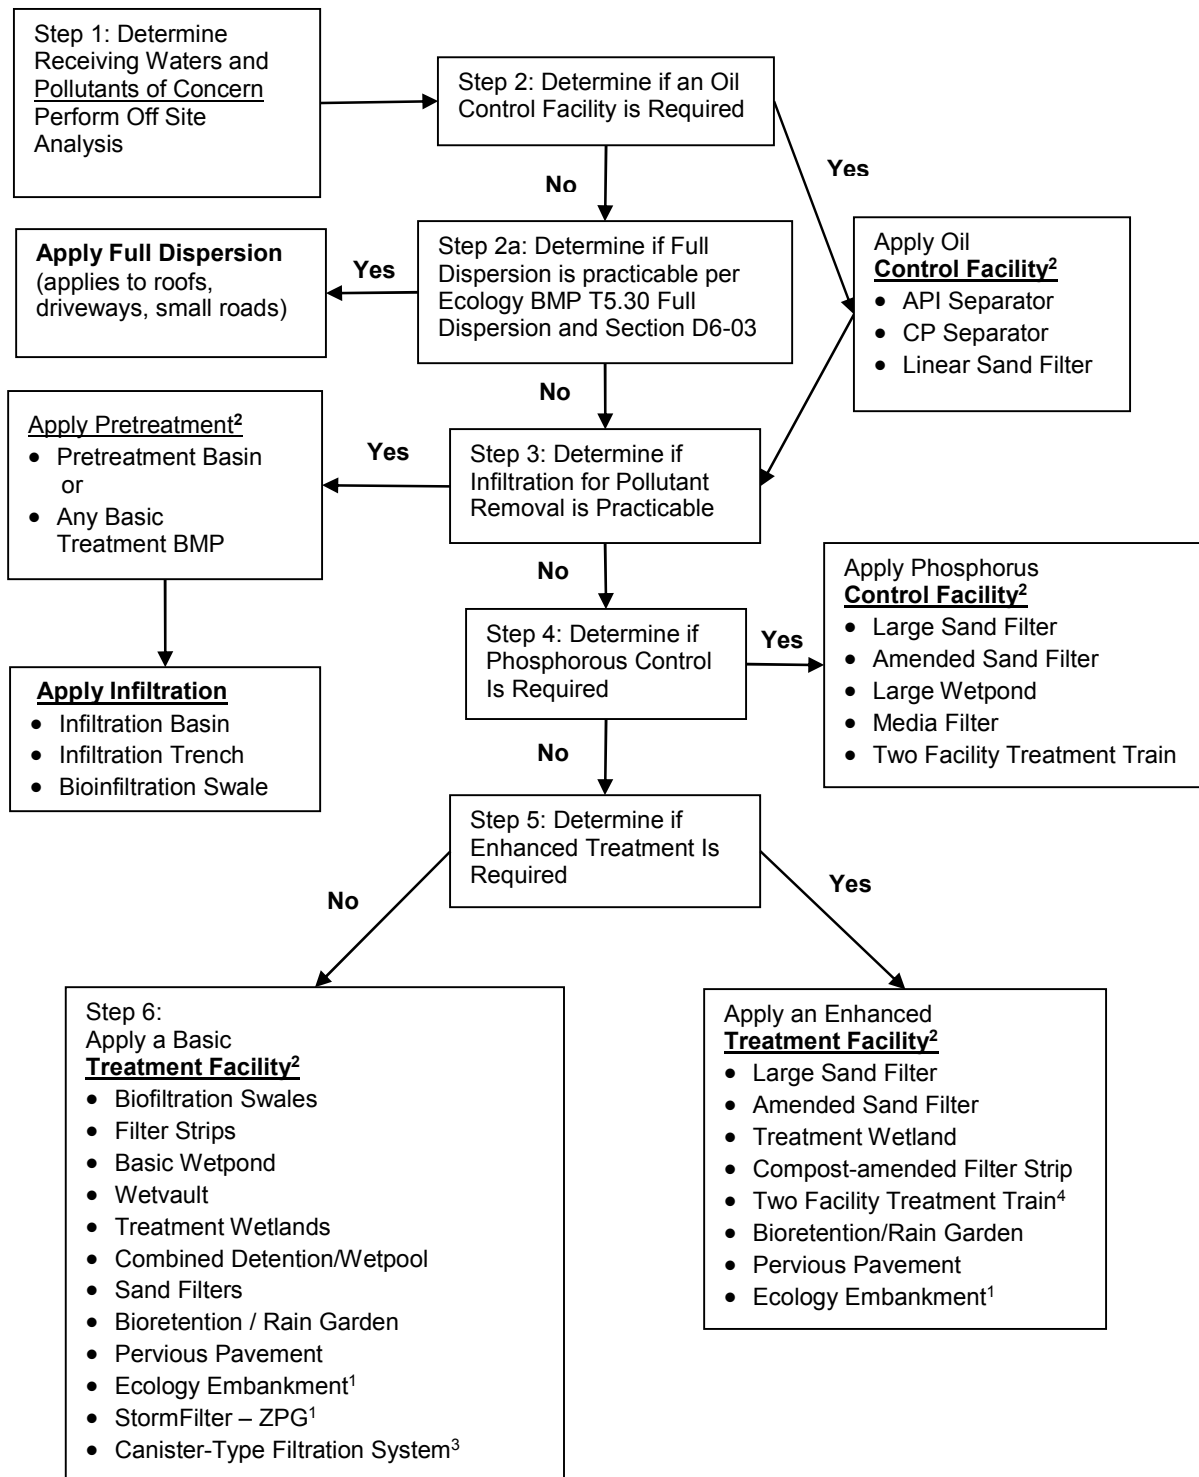 Step 1: Determine
Receiving Waters and
Pollutants of Concern
Perform Off Site
Analysis
Step 2: Determine if an Oil
Control Facility is Required
Yes
No
Apply Full Dispersion
(applies to roofs,
driveways, small roads)
Yes
Step 2a: Determine if Full
Dispersion is practicable per
Ecology BMP T5.30 Full
Dispersion and Section D6-03
Apply Oil
Control Facility²
• API Separator
• CP Separator
• Linear Sand Filter
No
Apply Pretreatment²
• Pretreatment Basin
or
• Any Basic
Treatment BMP
Yes
Step 3: Determine if
Infiltration for Pollutant
Removal is Practicable
No
Apply Infiltration
• Infiltration Basin
• Infiltration Trench
• Bioinfiltration Swale
Step 4: Determine if
Phosphorous Control
Is Required
Yes
Apply Phosphorus
Control Facility²
• Large Sand Filter
• Amended Sand Filter
• Large Wetpond
• Media Filter
• Two Facility Treatment Train
No
Step 5: Determine if
Enhanced Treatment Is
Required
No
Yes
Step 6:
Apply a Basic
Treatment Facility²
• Biofiltration Swales
• Filter Strips
• Basic Wetpond
• Wetvault
• Treatment Wetlands
• Combined Detention/Wetpool
• Sand Filters
• Bioretention / Rain Garden
• Pervious Pavement
• Ecology Embankment¹
• StormFilter – ZPG¹
• Canister-Type Filtration System³
Apply an Enhanced
Treatment Facility²
• Large Sand Filter
• Amended Sand Filter
• Treatment Wetland
• Compost-amended Filter Strip
• Two Facility Treatment Train⁴
• Bioretention/Rain Garden
• Pervious Pavement
• Ecology Embankment¹